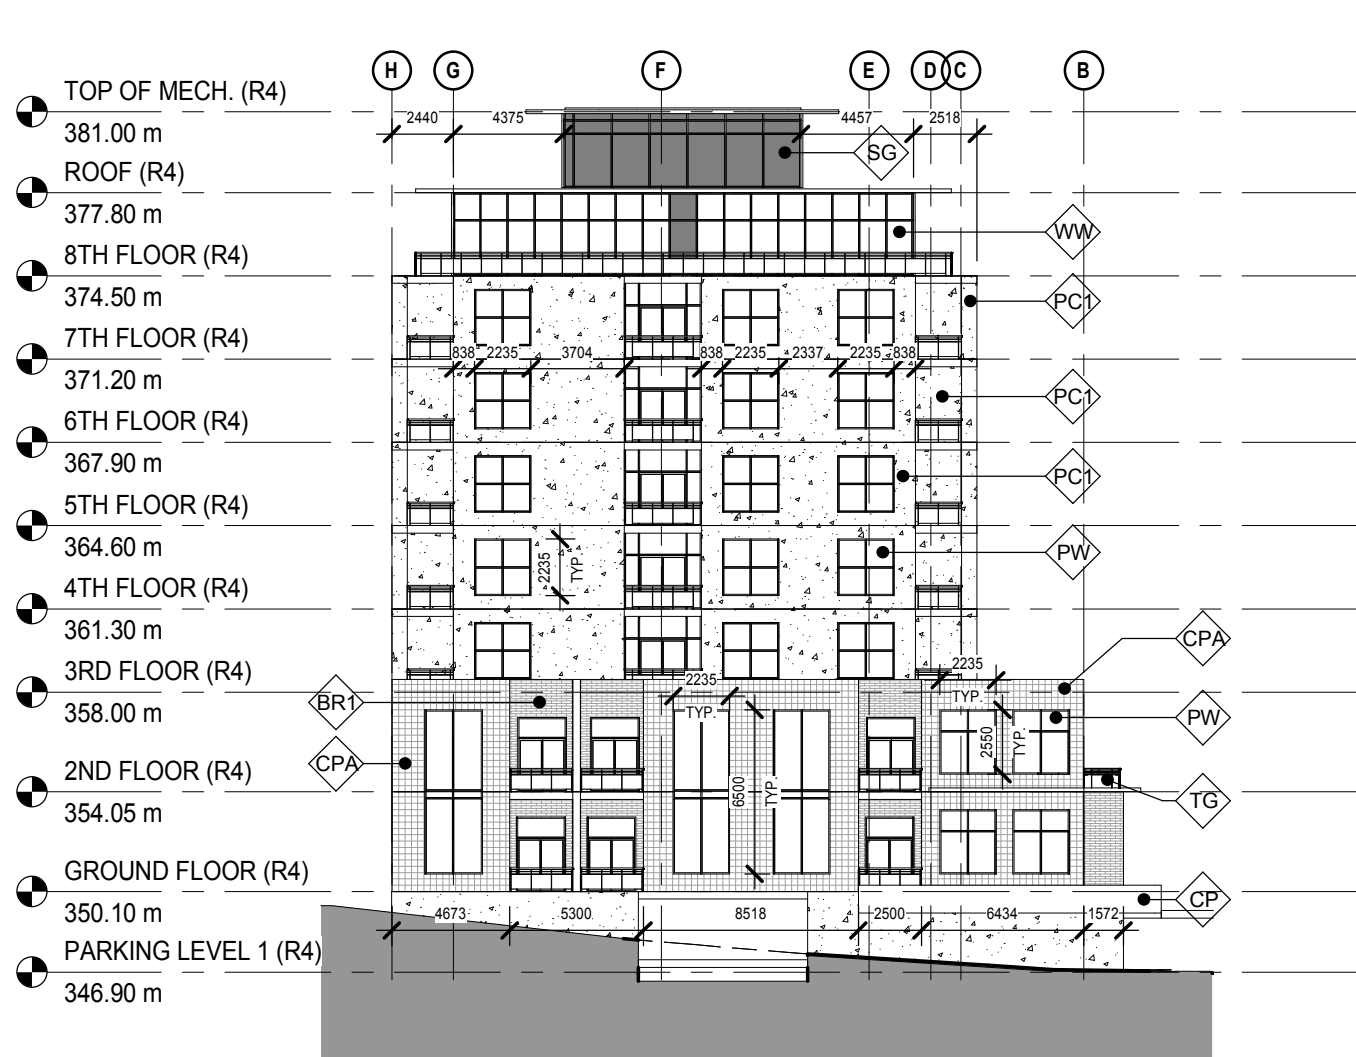 H G F E D C B
TOP OF MECH. (R4)
381.00 m
2440 4375 4457 2518
SG
ROOF (R4)
377.80 m
WW
8TH FLOOR (R4)
374.50 m
PC1
7TH FLOOR (R4)
838 2235 3704 838 2235 2337 2235 838
371.20 m
PC1
6TH FLOOR (R4)
367.90 m
PC1
5TH FLOOR (R4)
364.60 m
PW
2235
TYP.
4TH FLOOR (R4)
361.30 m
CPA
3RD FLOOR (R4)
358.00 m
2235
TYP.
2235
TYP.
BR1
PW
2550
TYP.
CPA
2ND FLOOR (R4)
354.05 m
6500
TYP.
TG
GROUND FLOOR (R4)
350.10 m
CP
4673 5300 8518 2500 6434 1572
PARKING LEVEL 1 (R4)
346.90 m